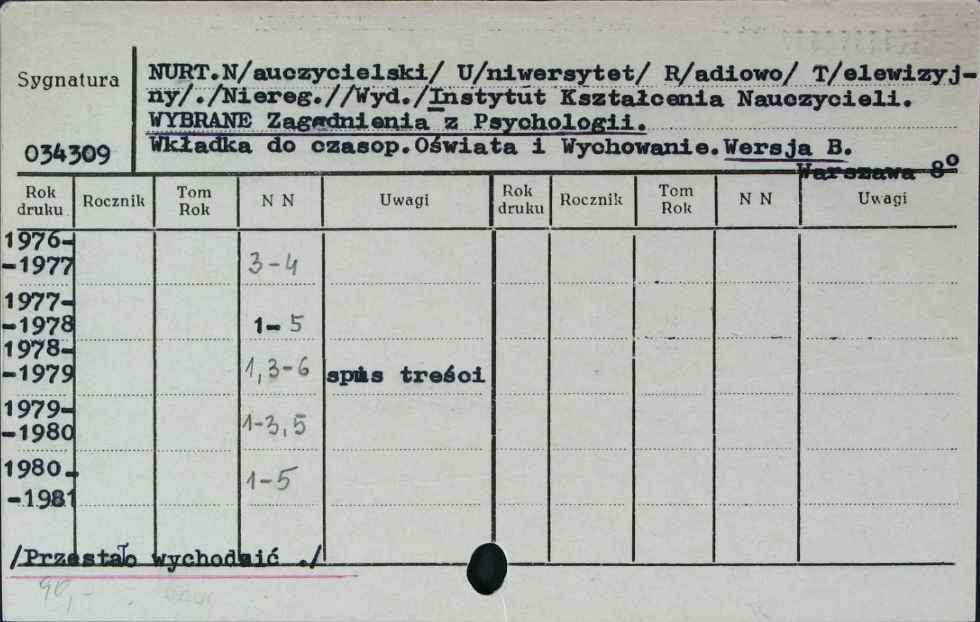 Sygnatura
034309
NURT.N/auczycielski/ U/niwersytet/ R/adiowo/ T/elewizyj-
ny/./Niereg.//Wyd./Instytut Kształcenia Nauczycieli.
WYBRANE Zagadnienia z Psychologii.
Wkładka do czasop.Oświata i Wychowanie.Wersja B.
Warszawa 8°
Rok druku Rocznik Tom Rok N N Uwagi Rok druku Rocznik Tom Rok N N Uwagi
1976-
-1977 3-4
1977-
-1978 1-5
1978-
-1979 1,3-6 spis treści
1979-
-1980 1-3,5
1980-
-1981 1-5
/Przestało wychodzić ./
90,-